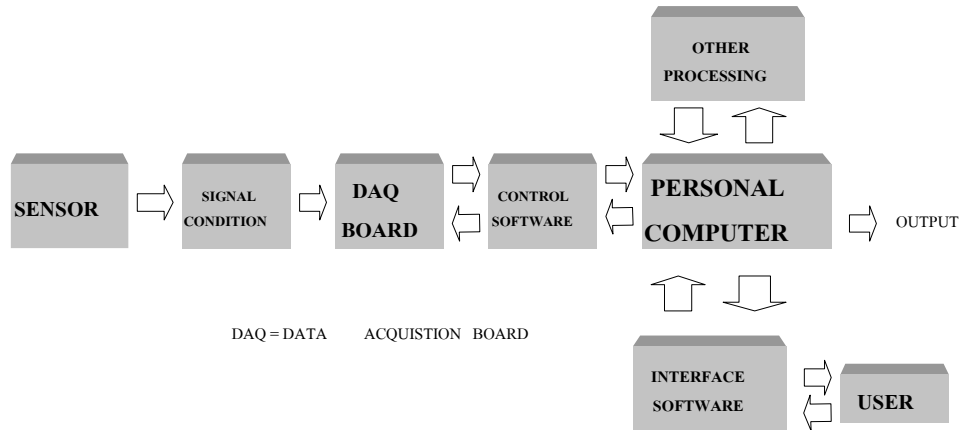 OTHER
PROCESSING
SENSOR
SIGNAL
CONDITION
DAQ
BOARD
CONTROL
SOFTWARE
PERSONAL
COMPUTER
OUTPUT
DAQ = DATA ACQUISTION BOARD
INTERFACE
SOFTWARE
USER